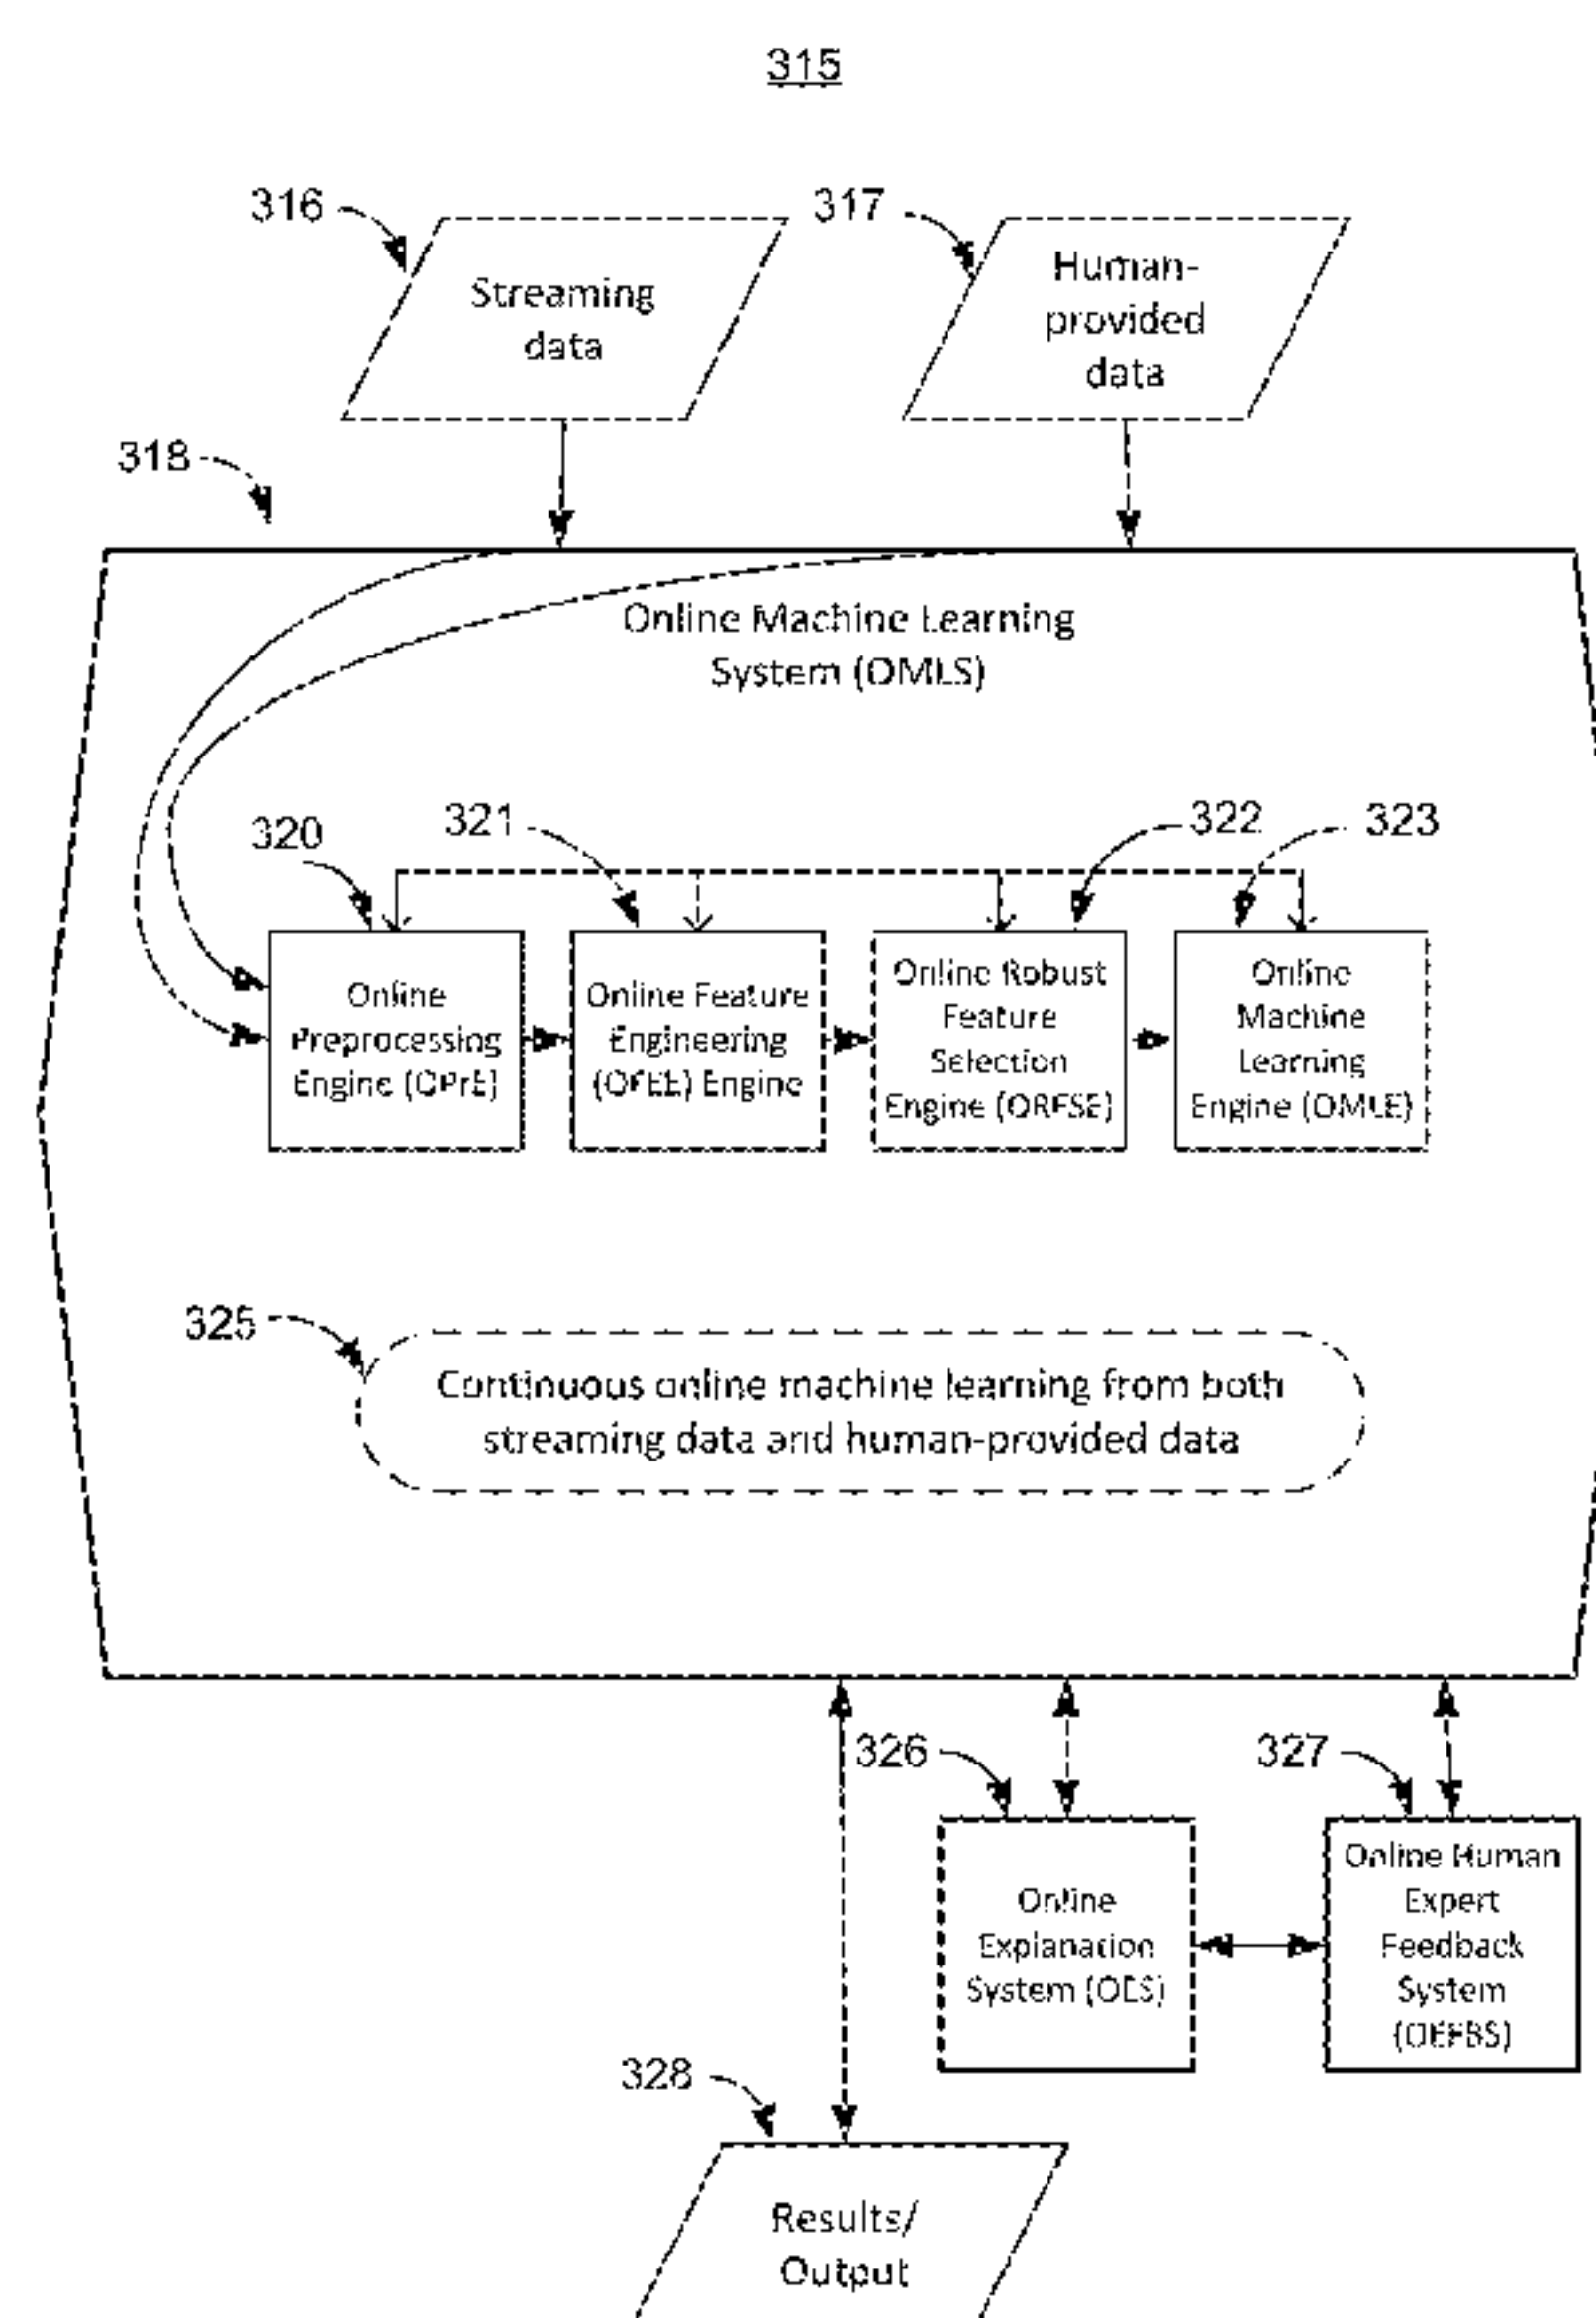 315
316
317
Streaming
data
Human-
provided
data
318
Online Machine Learning
System (OMLS)
320
321
322
323
Online
Preprocessing
Engine (OPrE)
Online Feature
Engineering
(OFEE) Engine
Online Robust
Feature
Selection
Engine (ORFSE)
Online
Machine
Learning
Engine (OMLE)
325
Continuous online machine learning from both
streaming data and human-provided data
326
327
Online
Explanation
System (OES)
Online Human
Expert
Feedback
System
(OEFBS)
328
Results/
Output